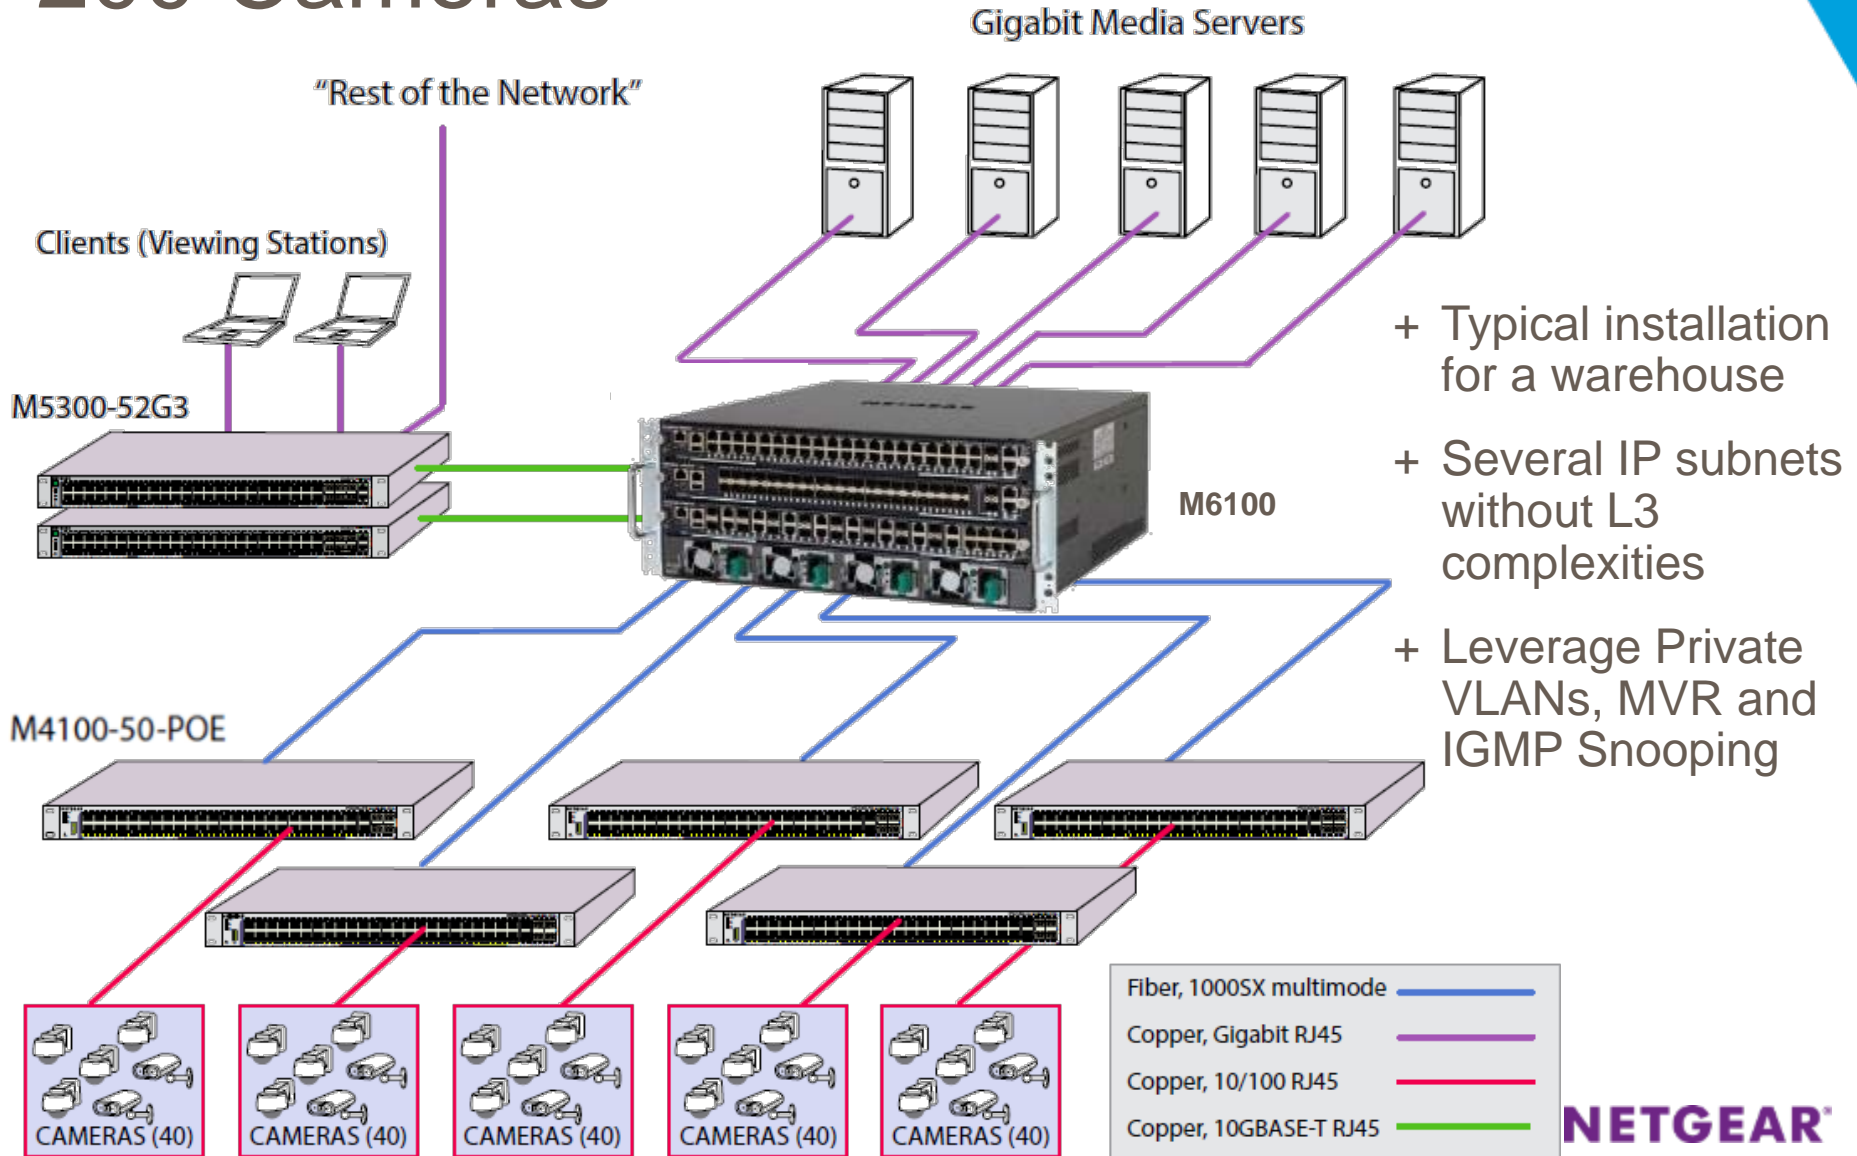 200 Cameras
Gigabit Media Servers
"Rest of the Network"
Clients (Viewing Stations)
M5300-52G3
NETGEAR
M6100
+ Typical installation
for a warehouse
+ Several IP subnets
without L3
complexities
+ Leverage Private
VLANs, MVR and
IGMP Snooping
M4100-50-POE
CAMERAS (40)
CAMERAS (40)
CAMERAS (40)
CAMERAS (40)
CAMERAS (40)
Fiber, 1000SX multimode
Copper, Gigabit RJ45
Copper, 10/100 RJ45
Copper, 10GBASE-T RJ45
NETGEAR®